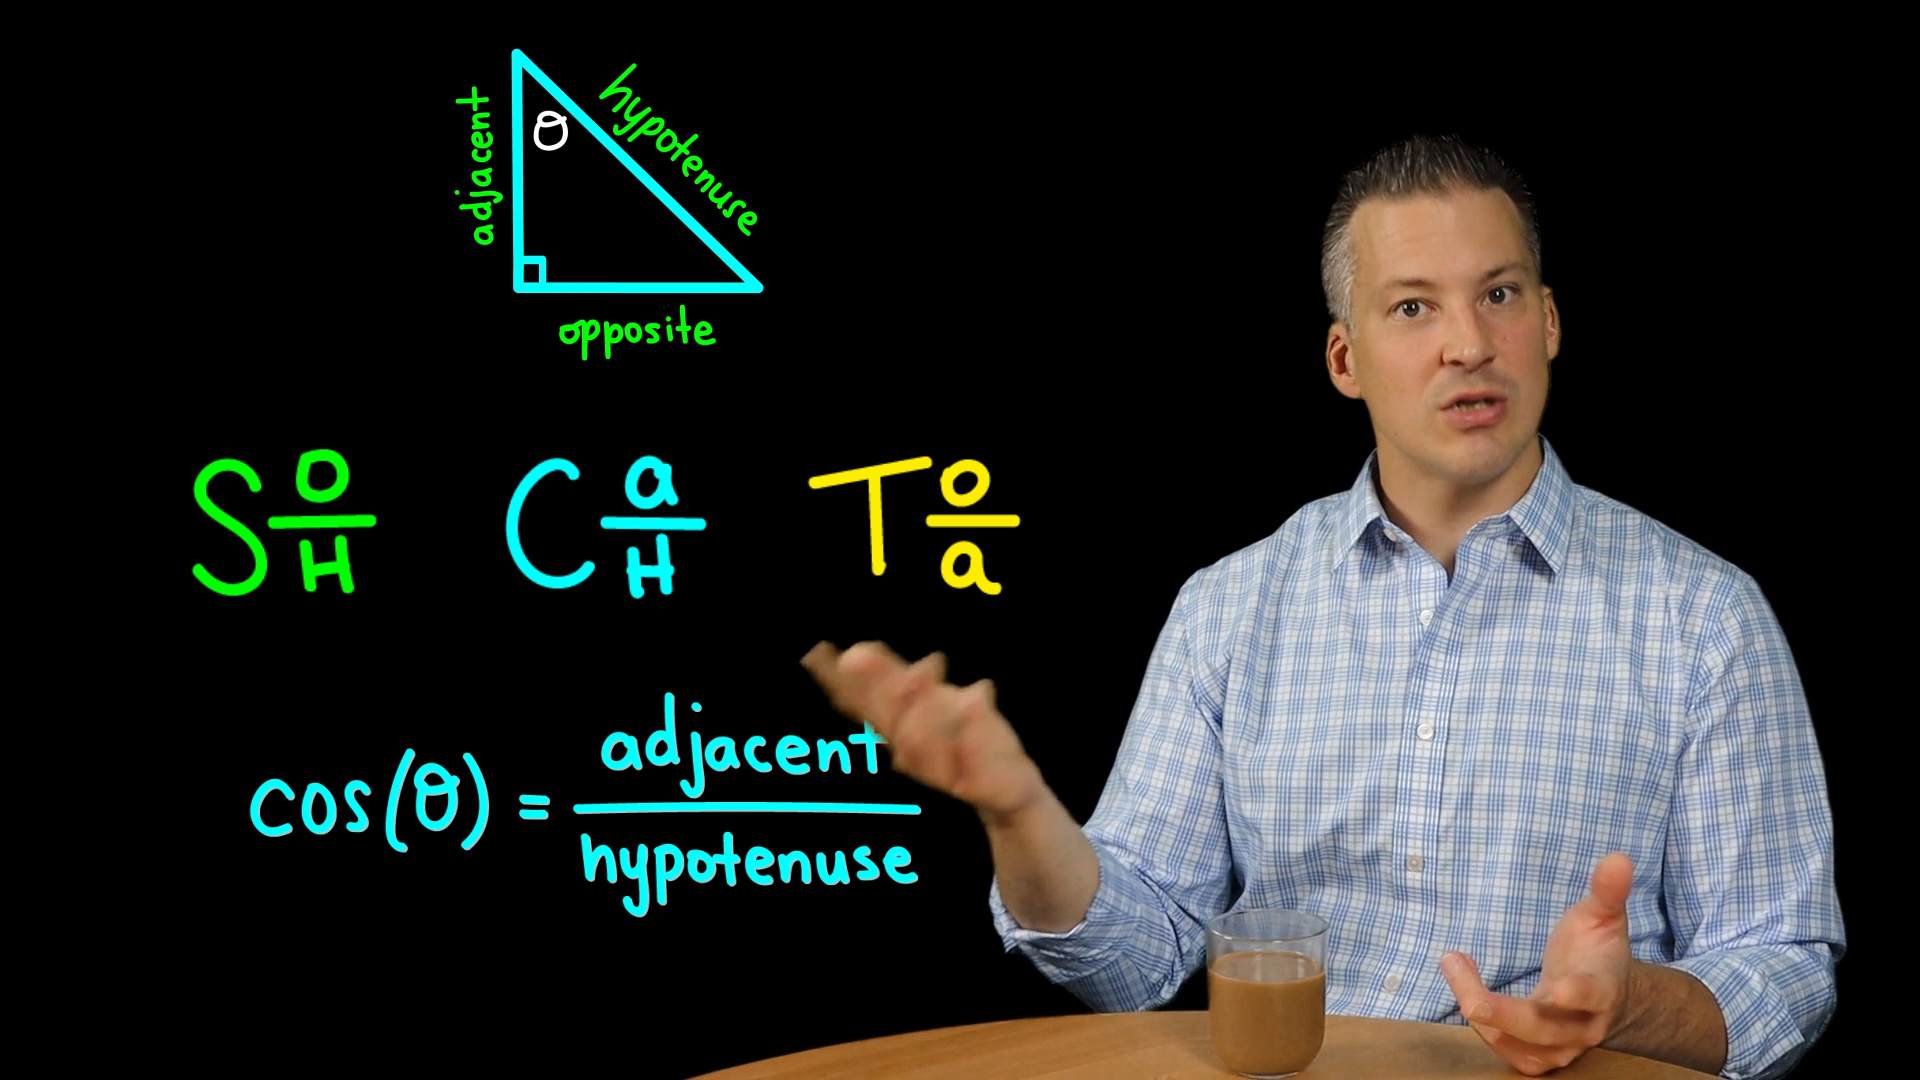 adjacent
θ
hypotenuse
opposite
S O/H C a/H T O/a
cos(θ) = adjacent/hypotenuse